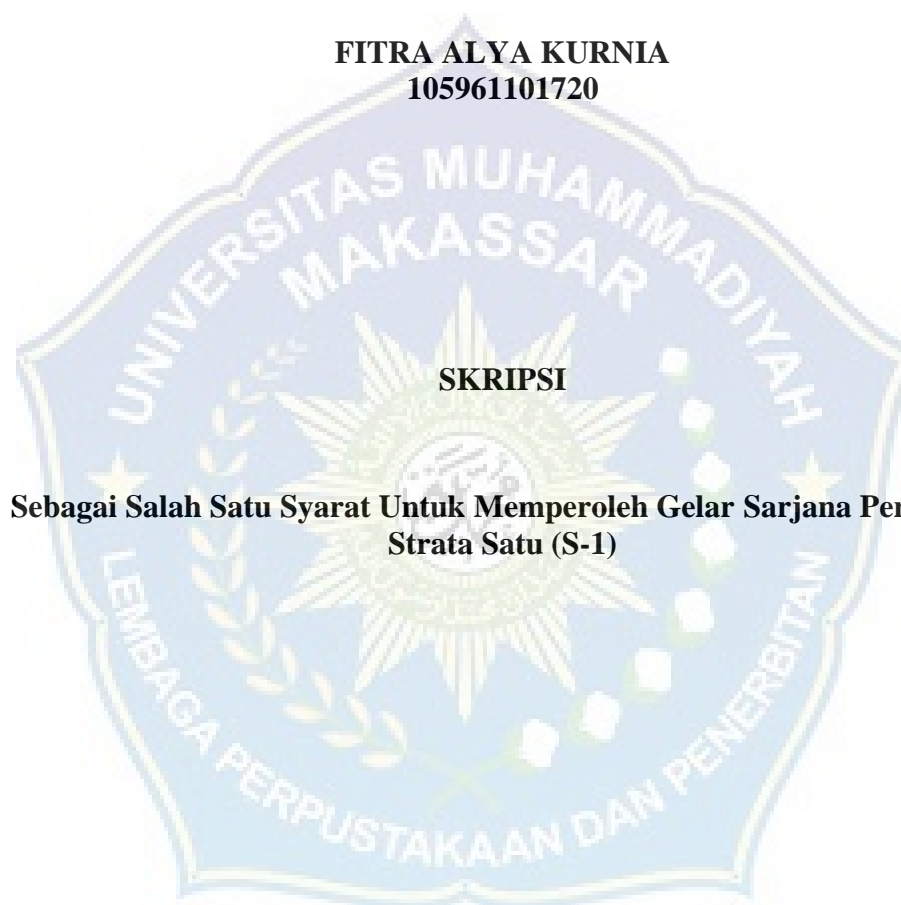 FITRA ALYA KURNIA
105961101720
UNIVERSITAS MUHAMMADIYAH
MAKASSAR
SKRIPSI
Sebagai Salah Satu Syarat Untuk Memperoleh Gelar Sarjana Per
Strata Satu (S-1)
LEMBAGA PERPUSTAKAAN DAN PENERBITAN